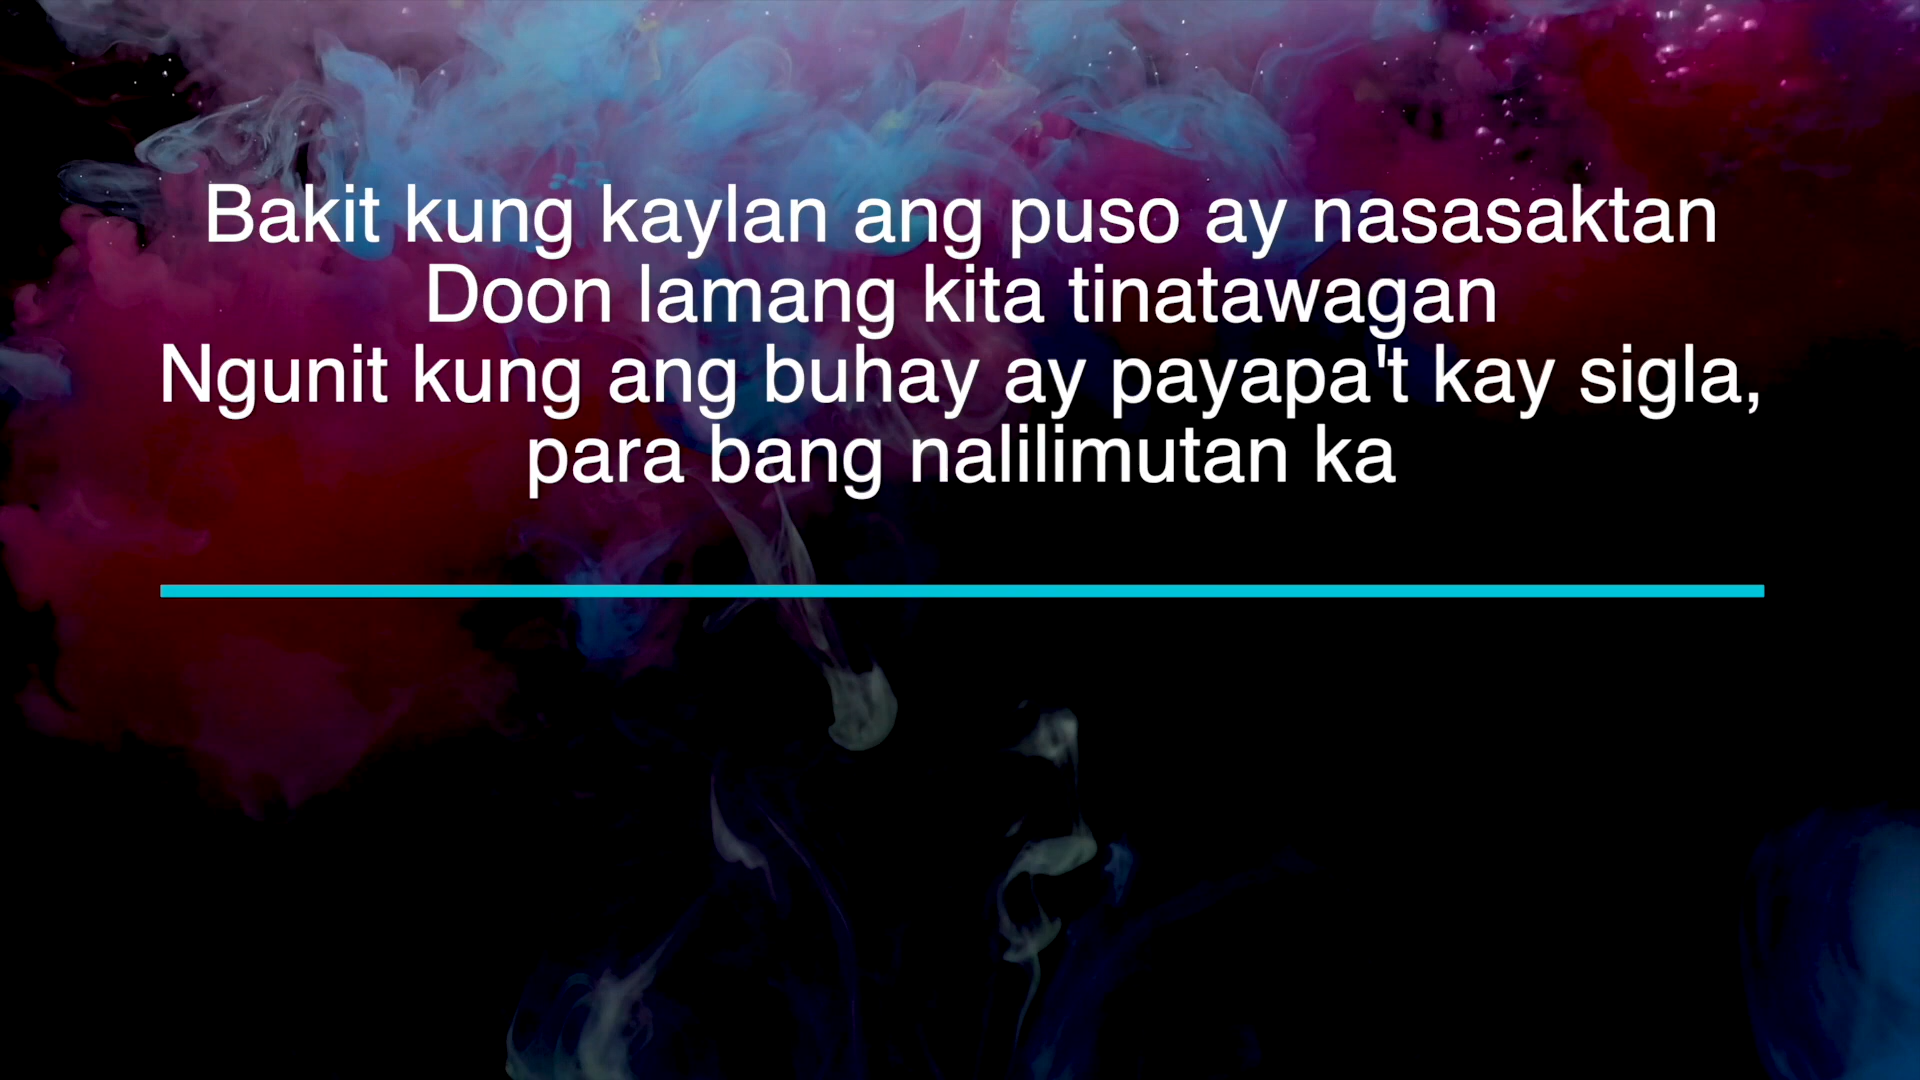 Bakit kung kaylan ang puso ay nasasaktan
Doon lamang kita tinatawagan
Ngunit kung ang buhay ay payapa't kay sigla,
para bang nalilimutan ka